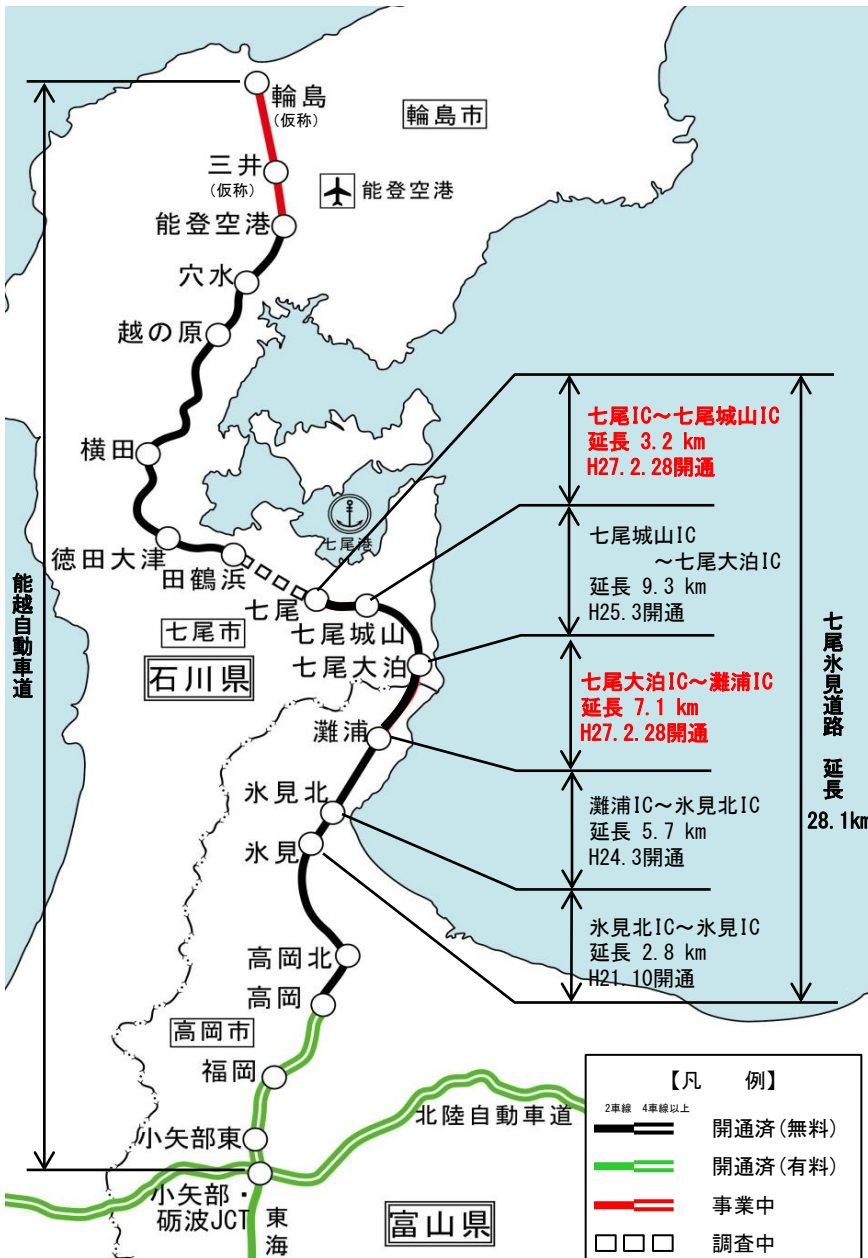 輪島
(仮称)
輪島市
三井
(仮称)
能登空港
能登空港
穴水
越の原
横田
徳田大津
田鶴浜
七尾港
七尾
七尾城山
七尾大泊
七尾市
石川県
灘浦
氷見北
氷見
高岡北
高岡
高岡市
福岡
小矢部東
小矢部・
砺波JCT
東海
北陸自動車道
富山県
能越自動車道
七尾IC～七尾城山IC
延長 3.2 km
H27.2.28開通
七尾城山IC
～七尾大泊IC
延長 9.3 km
H25.3開通
七尾大泊IC～灘浦IC
延長 7.1 km
H27.2.28開通
灘浦IC～氷見北IC
延長 5.7 km
H24.3開通
氷見北IC～氷見IC
延長 2.8 km
H21.10開通
七尾氷見道路 延長
28.1km
【凡 例】
2車線 4車線以上
開通済(無料)
開通済(有料)
事業中
調査中